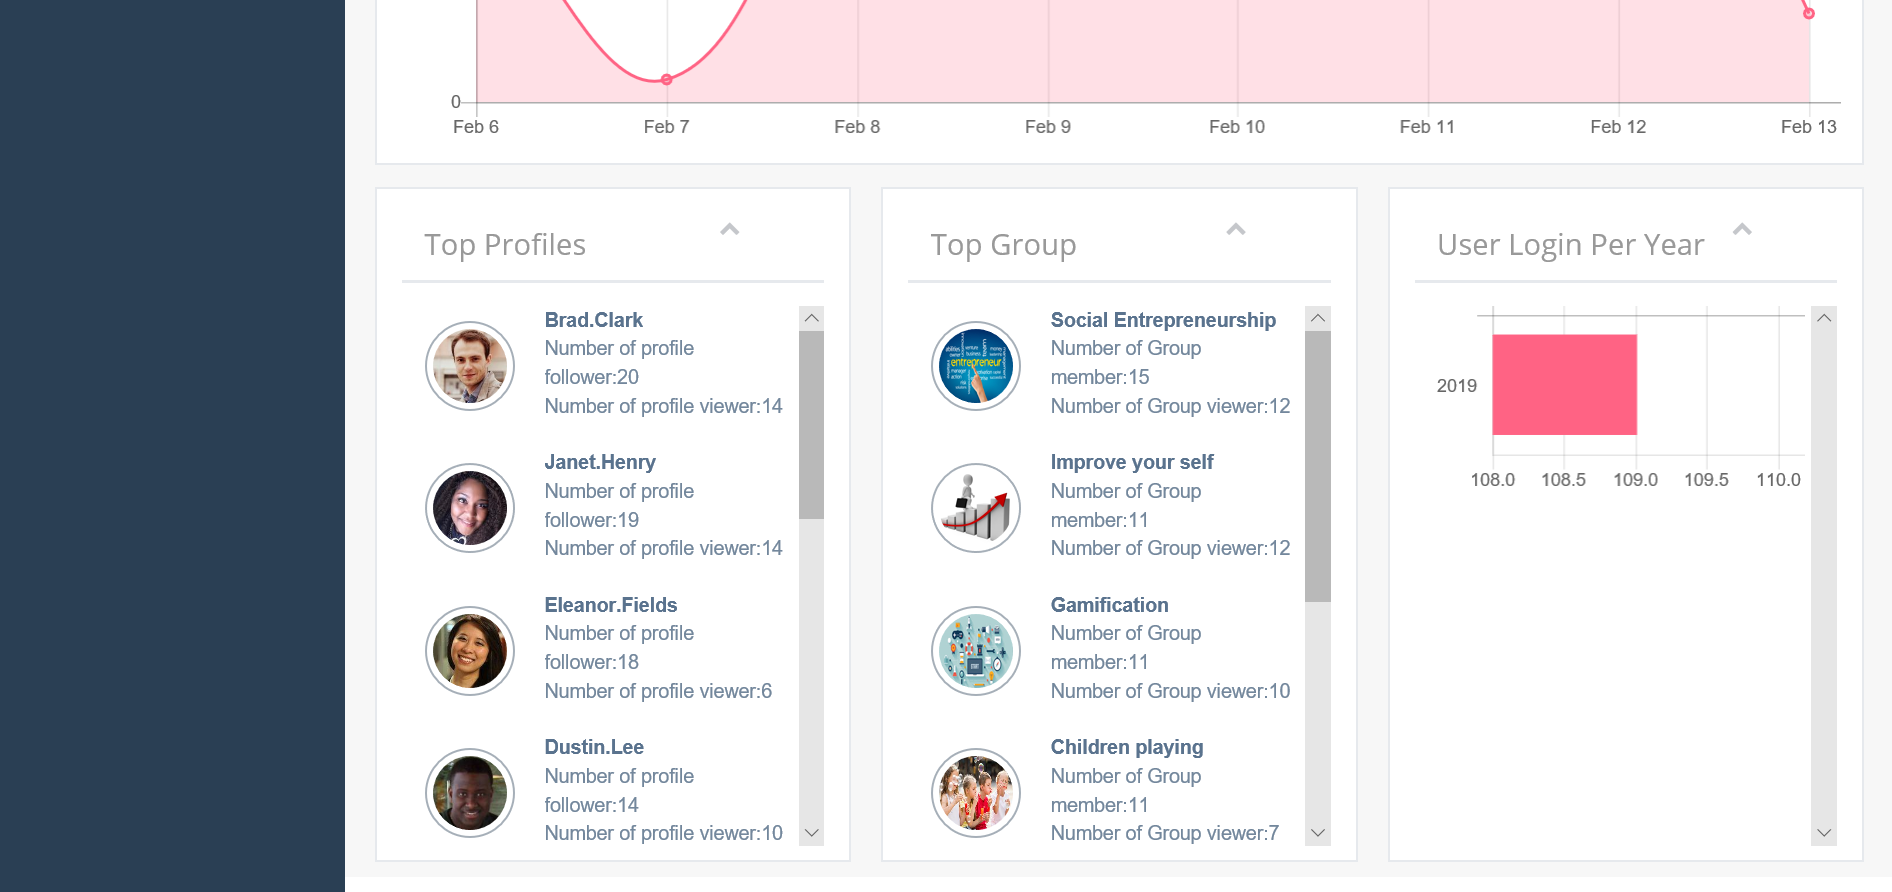 0
Feb 6 Feb 7 Feb 8 Feb 9 Feb 10 Feb 11 Feb 12 Feb 13
Top Profiles
Brad.Clark
Number of profile
follower:20
Number of profile viewer:14
Janet.Henry
Number of profile
follower:19
Number of profile viewer:14
Eleanor.Fields
Number of profile
follower:18
Number of profile viewer:6
Dustin.Lee
Number of profile
follower:14
Number of profile viewer:10
Top Group
entrepreneur
Social Entrepreneurship
Number of Group
member:15
Number of Group viewer:12
Improve your self
Number of Group
member:11
Number of Group viewer:12
Gamification
Number of Group
member:11
Number of Group viewer:10
Children playing
Number of Group
member:11
Number of Group viewer:7
User Login Per Year
2019
108.0 108.5 109.0 109.5 110.0